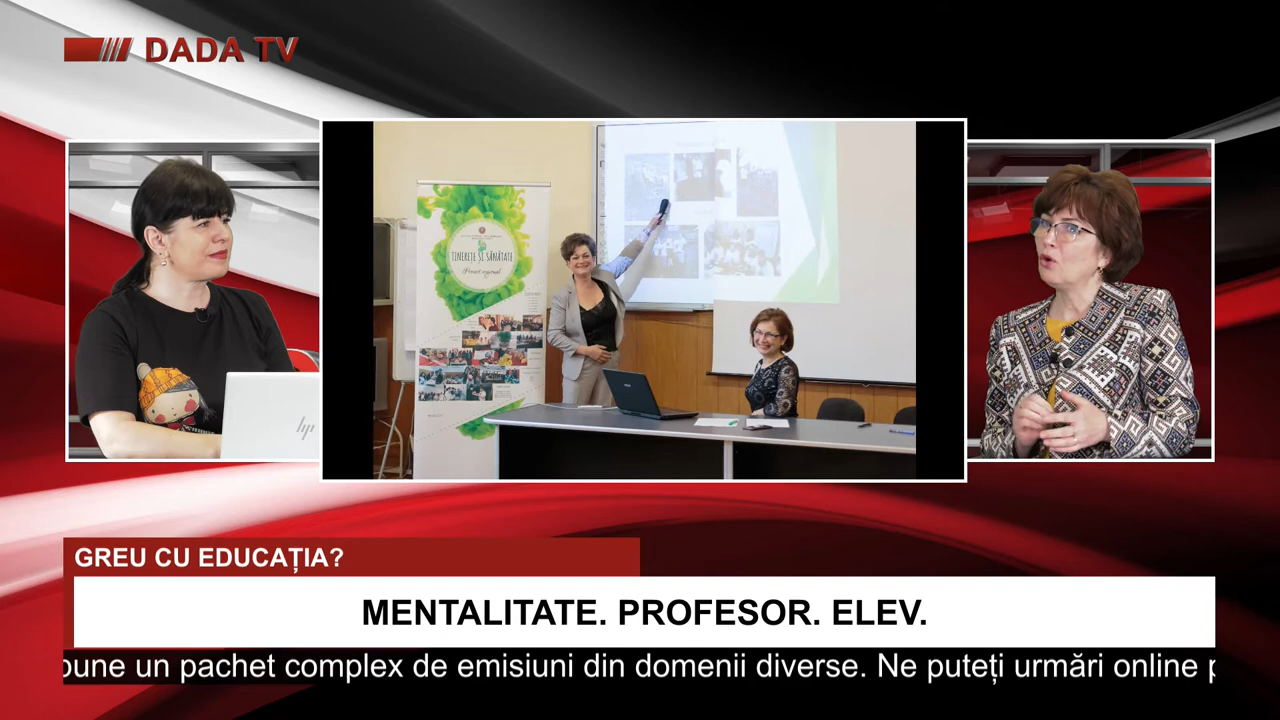 DADA TV
TINEREȚE ȘI SĂNĂTATE
Proiect regional
hp
GREU CU EDUCAȚIA?
MENTALITATE. PROFESOR. ELEV.
pune un pachet complex de emisiuni din domenii diverse. Ne puteți urmări online p